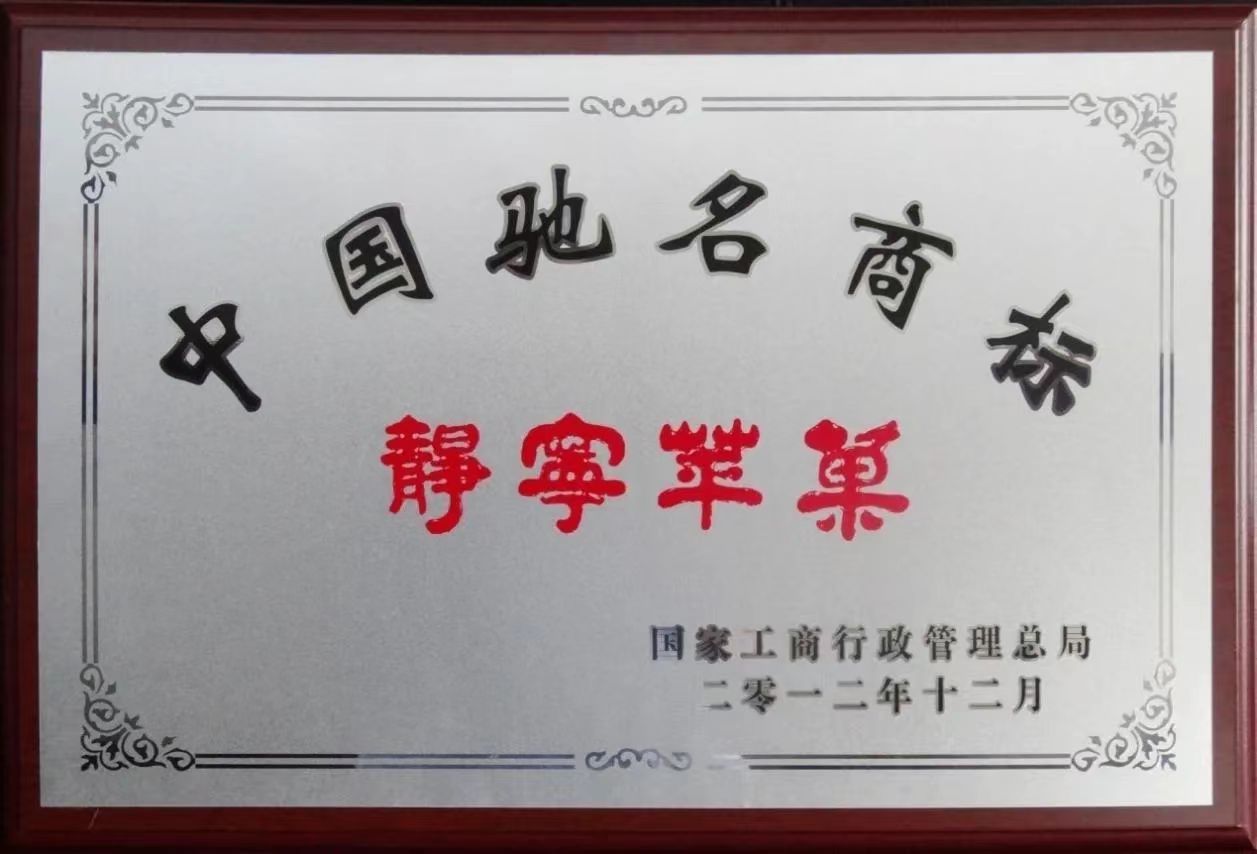 中国驰名商标
静宁苹果
国家工商行政管理总局
二零一二年十二月